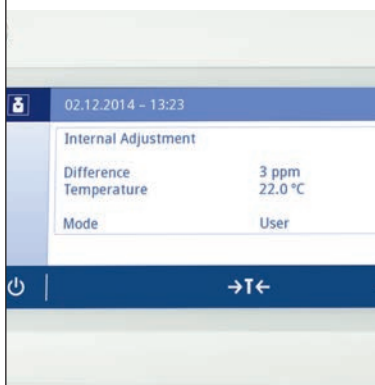 02.12.2014 – 13:23
Internal Adjustment
Difference 3 ppm
Temperature 22.0 °C
Mode User
→T←